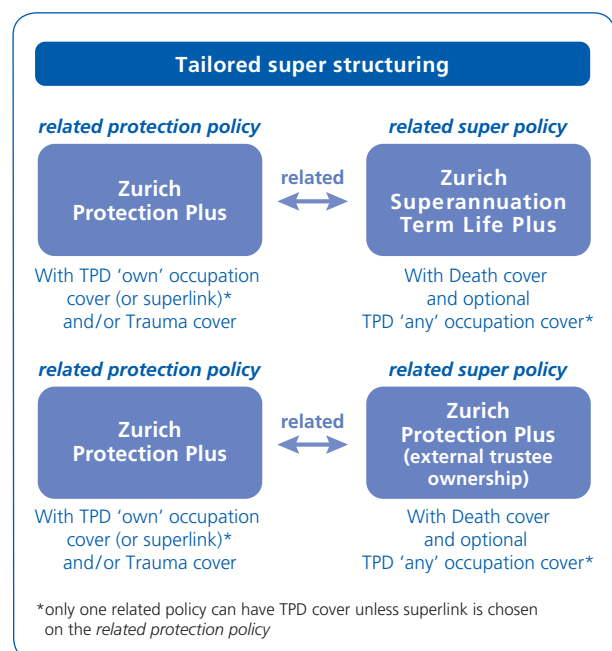 Tailored super structuring
related protection policy
related super policy
Zurich
Protection Plus
related
Zurich
Superannuation
Term Life Plus
With TPD ‘own’ occupation
cover (or superlink)*
and/or Trauma cover
With Death cover
and optional
TPD ‘any’ occupation cover*
related protection policy
related super policy
Zurich
Protection Plus
related
Zurich
Protection Plus
(external trustee
ownership)
With TPD ‘own’ occupation
cover (or superlink)*
and/or Trauma cover
With Death cover
and optional
TPD ‘any’ occupation cover*
*only one related policy can have TPD cover unless superlink is chosen
on the related protection policy